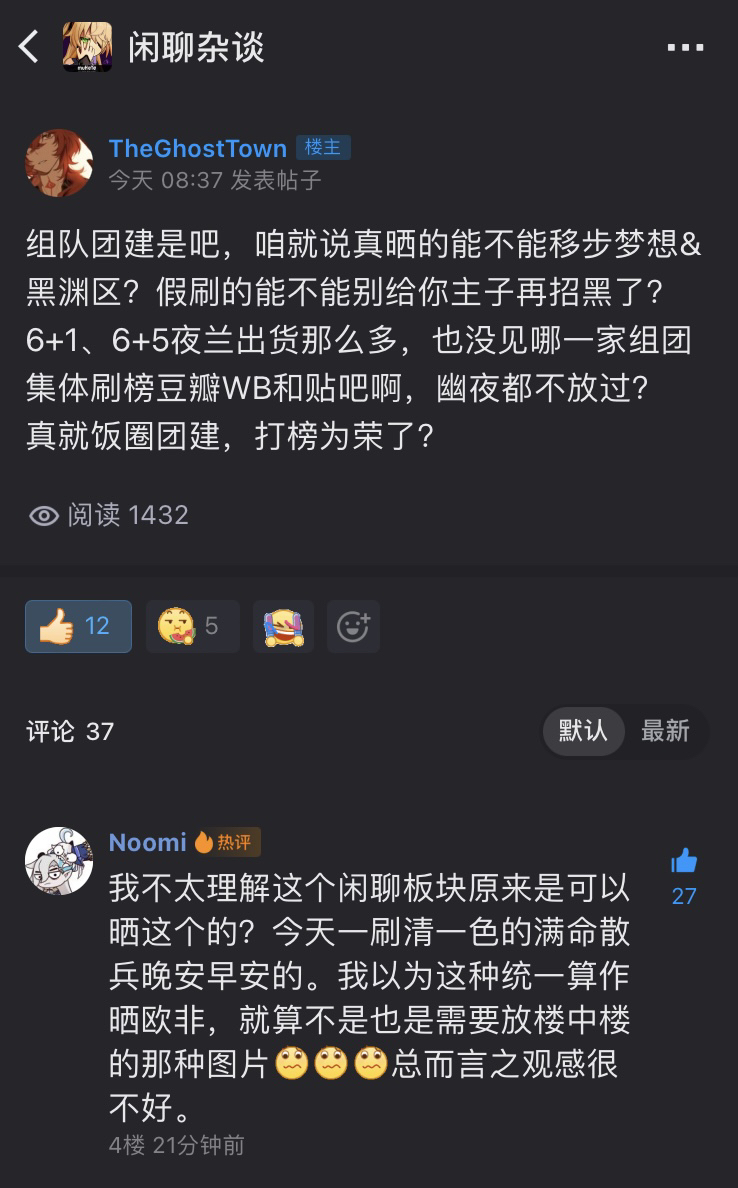 闲聊杂谈
TheGhostTown 楼主
今天 08:37 发表帖子
组队团建是吧，咱就说真晒的能不能移步梦想&
黑渊区？假刷的能不能别给你主子再招黑了？
6+1、6+5夜兰出货那么多，也没见哪一家组团
集体刷榜豆瓣WB和贴吧啊，幽夜都不放过？
真就饭圈团建，打榜为荣了？
阅读 1432
12 5
评论 37 默认 最新
Noomi 热评
我不太理解这个闲聊板块原来是可以
晒这个的？今天一刷清一色的满命散
兵晚安早安的。我以为这种统一算作
晒欧非，就算不是也是需要放楼中楼
的那种图片😖😖😖总而言之观感很
不好。
27
4楼 21分钟前